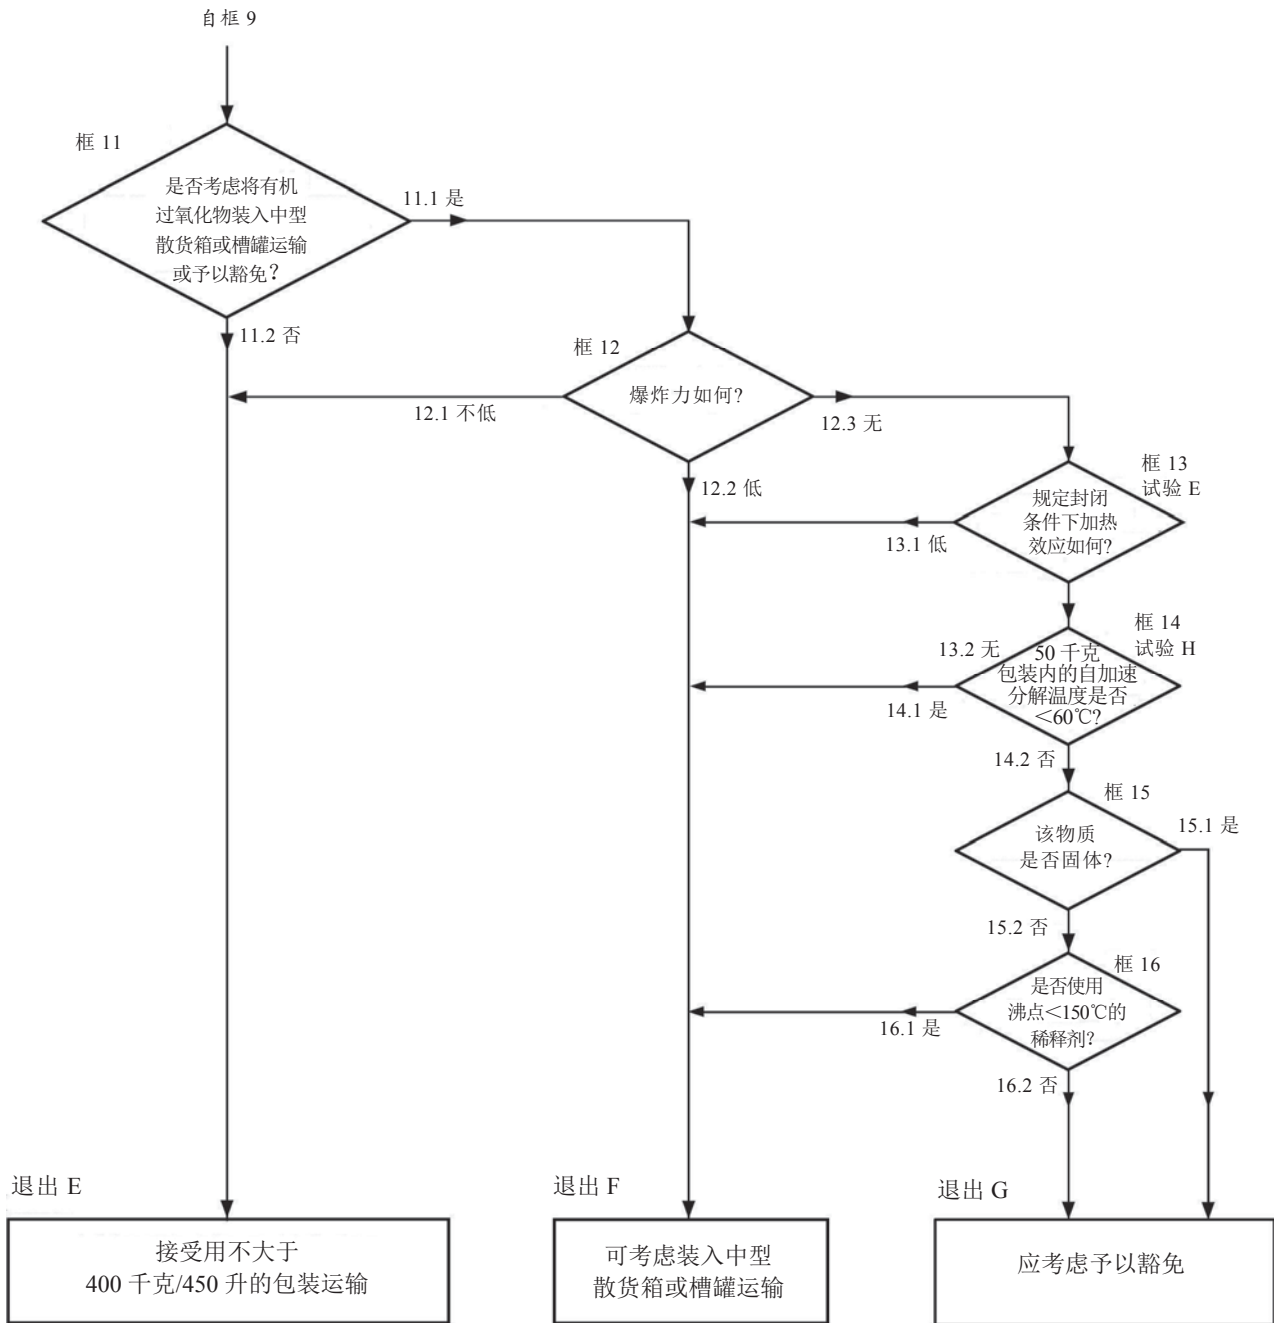 自框 9
框 11
是否考虑将有机
过氧化物装入中型
散货箱或槽罐运输
或予以豁免？
11.1 是
11.2 否
框 12
爆炸力如何？
12.1 不低
12.3 无
12.2 低
框 13
试验 E
规定封闭
条件下加热
效应如何？
13.1 低
框 14
试验 H
13.2 无
50 千克
包装内的自加速
分解温度是否
＜60℃？
14.1 是
14.2 否
框 15
该物质
是否固体？
15.1 是
15.2 否
框 16
是否使用
沸点＜150℃的
稀释剂？
16.1 是
16.2 否
退出 E
接受用不大于
400 千克/450 升的包装运输
退出 F
可考虑装入中型
散货箱或槽罐运输
退出 G
应考虑予以豁免